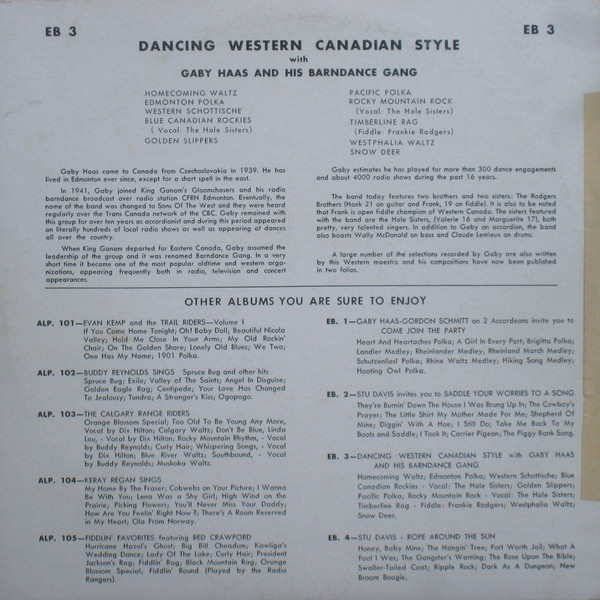 EB 3
EB 3
DANCING WESTERN CANADIAN STYLE
with
GABY HAAS AND HIS BARNDANCE GANG
HOMECOMING WALTZ
EDMONTON POLKA
WESTERN SCHOTTISCHE
BLUE CANADIAN ROCKIES
( Vocal: The Hale Sisters)
GOLDEN SLIPPERS
PACIFIC POLKA
ROCKY MOUNTAIN ROCK
(Vocal: The Hale Sisters)
TIMBERLINE RAG
(Fiddle: Frankie Rodgers)
WESTPHALIA WALTZ
SNOW DEER
Gaby Haas came to Canada from Czechoslovakia in 1939. He has
lived in Edmonton ever since, except for a short spell in the east.
In 1941, Gaby joined King Ganam's Gloomchasers and his radio
barndance broadcast over radio station CFRN Edmonton. Eventually, the
name of the band was changed to Sons Of The West and they were heard
regularly over the Trans Canada network of the CBC. Gaby remained with
this group for over ten years as accordionist and during this period appeared
on literally hundreds of local radio shows as well as appearing at dances
all over the country.
When King Ganam departed for Eastern Canada, Gaby assumed the
leadership of the group and it was renamed Barndance Gang. In a very
short time it become one of the most popular oldtime and western orga-
nizations, appearing frequently both in radio, television and concert
appearances.
Gaby estimates he has played for more than 300 dance engagements
and about 4000 radio shows during the past 16 years.
The band today features two brothers and two sisters: The Rodgers
Brothers (Hank 21 on guitar and Frank, 19 on fiddle). It is also to be noted
that Frank is open fiddle champion of Western Canada. The sisters featured
with the band are the Hale Sisters, (Valerie 16 and Marguerite 17), both
pretty, very talented singers. In addition to Gaby on accordion, the band
also boasts Wally McDonald on bass and Claude Lemieux on drums.
A large number of the selections recorded by Gaby are also written
by this Western maestro and his compositions have now been published
in two folios.
OTHER ALBUMS YOU ARE SURE TO ENJOY
ALP. 101—EVAN KEMP and the TRAIL RIDERS—Volume I
If You Come Home Tonight; Oh! Baby Doll; Beautiful Nicola
Valley; Hold Me Close In Your Arms; My Old Rockin'
Chair; On The Golden Shore; Lonely Old Blues; We Two;
One Has My Name; 1901 Polka.
ALP. 102—BUDDY REYNOLDS SINGS Spruce Bug and other hits
Spruce Bug; Exile; Valley of The Saints; Angel In Disguise;
Golden Eagle Rag; Centipede; Your Love Has Changed
To Jealousy; Tundra; A Stranger's Kiss; Ogopogo.
ALP. 103—THE CALGARY RANGE RIDERS
Orange Blossom Special; Too Old To Be Young Any More,
Vocal by Dix Hilton; Calgary Waltz; Don't Be Blue, Linda
Lou, - Vocal by Dix Hilton; Rocky Mountain Rhythm, - Vocal
by Buddy Reynolds; Curly Hair; Whispering Songs, - Vocal
by Dix Hilton; Blue River Waltz; Southbound, - Vocal
by Buddy Reynolds; Muskoka Waltz.
ALP. 104—KERAY REGAN SINGS
My Home By The Fraser; Cobwebs on Your Picture; I Wanna
Be With You; Lena Was a Shy Girl; High Wind on the
Prairie; Picking Flowers; You'll Never Miss Your Daddy;
How Are You Feelin' Right Now ?; There's A Room Reserved
in My Heart; Ola From Norway.
ALP. 105—FIDDLIN' FAVORITES featuring RED CRAWFORD
Hurricane Hazel's Ghost; Big Bill Cheedum; Kawliga's
Wedding Dance; Lady Of The Lake; Curly Hair; President
Jackson's Rag; Fiddlin' Rag; Black Mountain Rag; Orange
Blossom Special; Fiddlin' Round (Played by the Radio
Rangers).
EB. 1—GABY HAAS-GORDON SCHMITT on 2 Accordeons invite you to
COME JOIN THE PARTY
Heart And Heartaches Polka; A Girl In Every Port; Brigitta Polka;
Landler Medley; Rheinlander Medley; Rheinland March Medley;
Schutzenliesl Polka; Rhine Waltz Medley; Hiking Song Medley;
Hooting Owl Polka.
EB. 2—STU DAVIS invites you to SADDLE YOUR WORRIES TO A SONG
They're Burnin' Down The House I Was Brung Up In; The Cowboy's
Prayer; The Little Shirt My Mother Made For Me; Shepherd Of
Mine; Diggin' With A Hoe; I Still Do; Take Me Back To My
Boots and Saddle; I Took It; Carrier Pigeon; The Piggy Bank Song.
EB. 3—DANCING WESTERN CANADIAN STYLE with GABY HAAS
AND HIS BARNDANCE GANG
Homecoming Waltz; Edmonton Polka; Western Schottische; Blue
Canadian Rockies - Vocal: The Hale Sisters; Golden Slippers;
Pacific Polka; Rocky Mountain Rock - Vocal: The Hale Sisters;
Timberline Rag - Fiddle: Frankie Rodgers; Westphalia Waltz;
Snow Deer.
EB. 4—STU DAVIS - ROPE AROUND THE SUN
Honey, Baby Mine; The Hangin' Tree; Fort Worth Jail; What A
Fool I Was; The Gangster's Warning; The Rose Upon The Bible;
Swaller-Tailed Coat; Ripple Rock; Dark As A Dungeon; New
Broom Boogie.